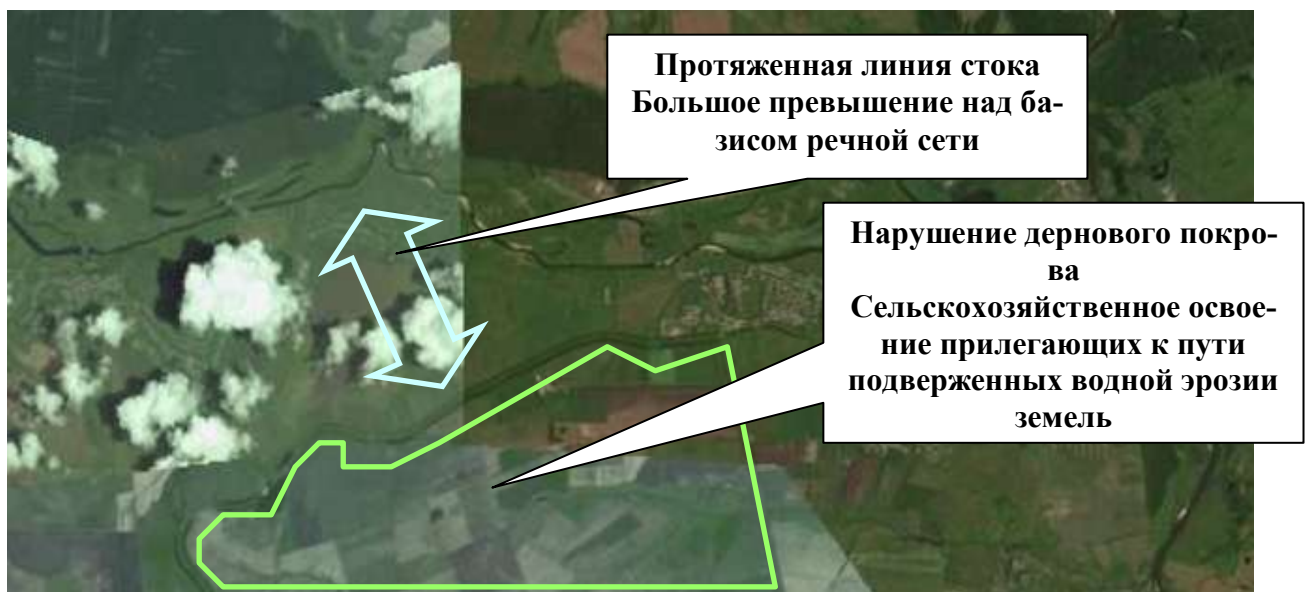 Протяженная линия стока
Большое превышение над ба-
зисом речной сети
Нарушение дернового покро-
ва
Сельскохозяйственное освое-
ние прилегающих к пути
подверженных водной эрозии
земель